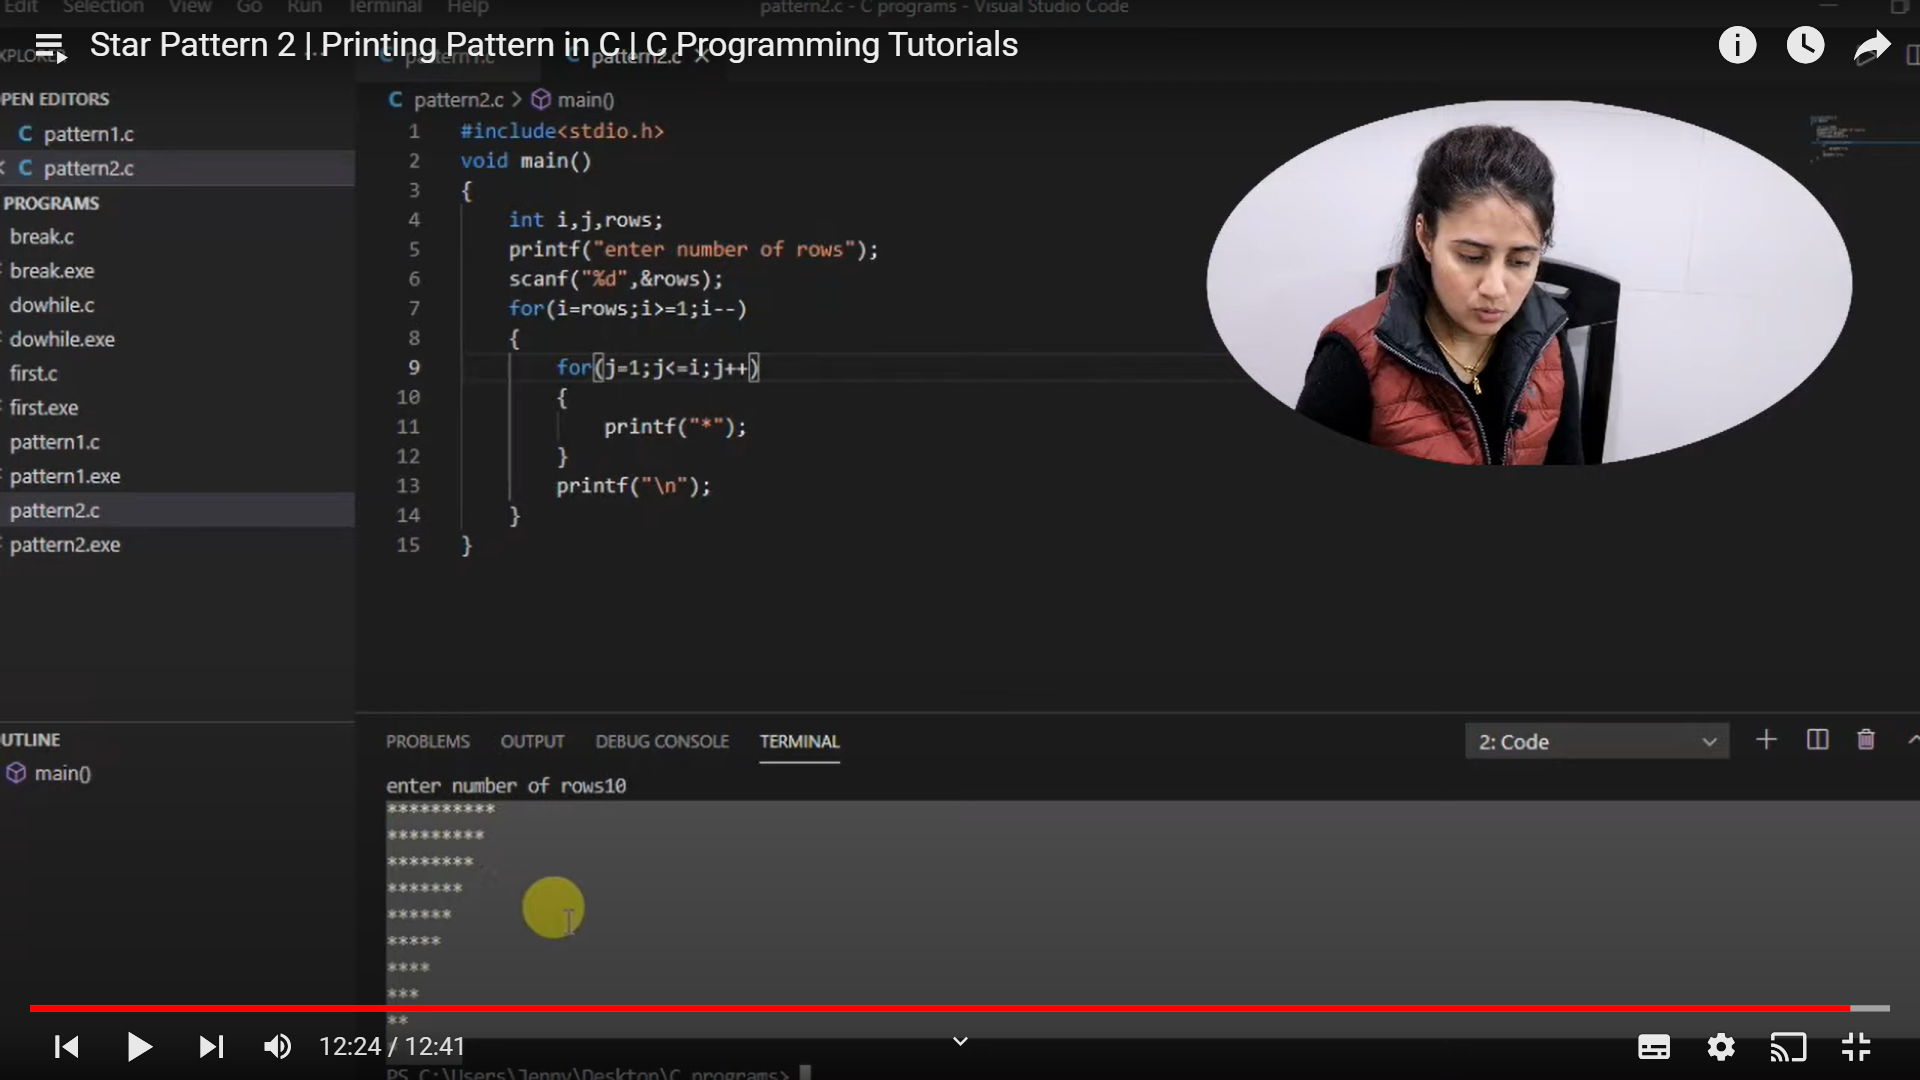 Edit Selection View Go Run Terminal Help
pattern2.c - C programs - Visual Studio Code
Star Pattern 2 | Printing Pattern in C | C Programming Tutorials
pattern1.c
C pattern2.c ×
PEN EDITORS
C pattern1.c
C pattern2.c
PROGRAMS
break.c
break.exe
dowhile.c
dowhile.exe
first.c
first.exe
pattern1.c
pattern1.exe
pattern2.c
pattern2.exe
UTLINE
main()
C pattern2.c > main()
1 #include<stdio.h>
2 void main()
3 {
4 int i,j,rows;
5 printf("enter number of rows");
6 scanf("%d",&rows);
7 for(i=rows;i>=1;i--)
8 {
9 for(j=1;j<=i;j++)
10 {
11 printf("*");
12 }
13 printf("\n");
14 }
15 }
PROBLEMS OUTPUT DEBUG CONSOLE TERMINAL
2: Code
enter number of rows10
**********
*********
********
*******
******
*****
****
***
**
12:24 / 12:41
PS C:\Users\Jenny\Desktop\C programs>